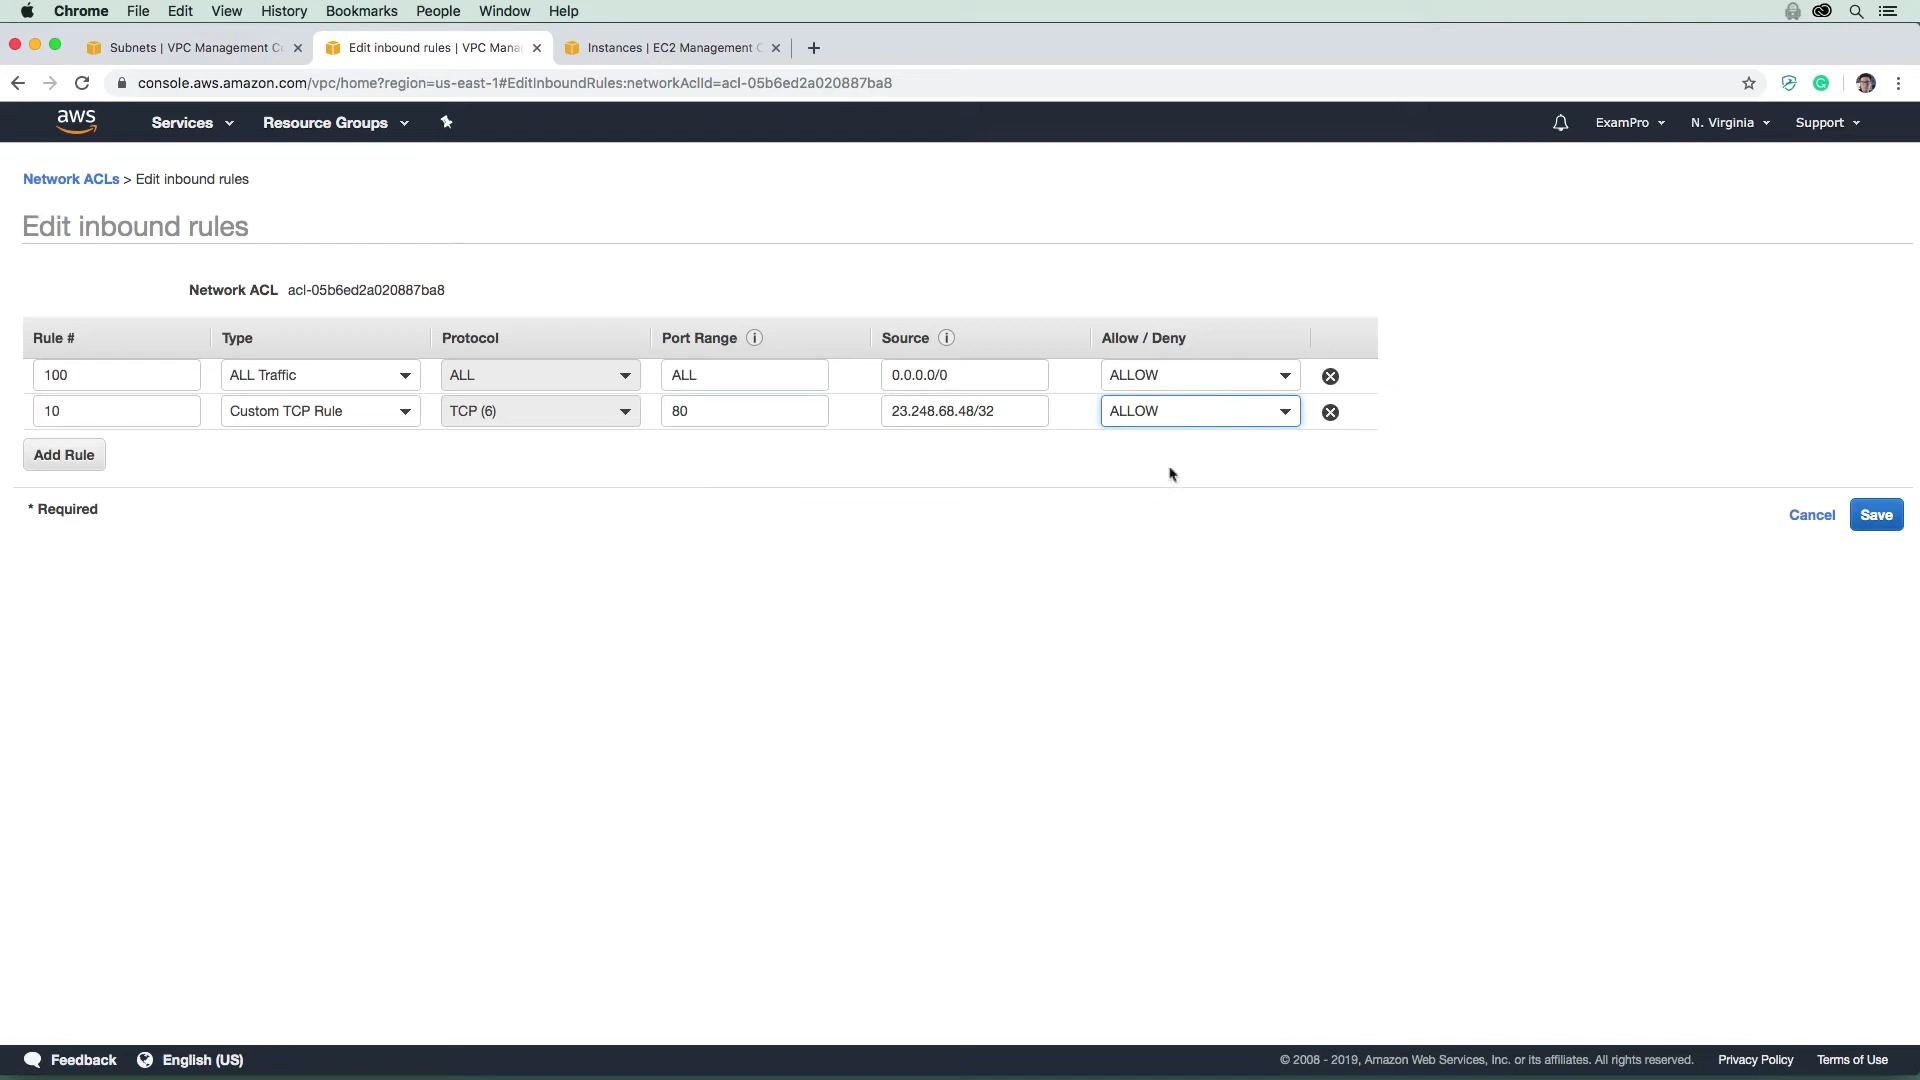 Chrome File Edit View History Bookmarks People Window Help
Subnets | VPC Management C
Edit inbound rules | VPC Mana
Instances | EC2 Management C
console.aws.amazon.com/vpc/home?region=us-east-1#EditInboundRules:networkAclId=acl-05b6ed2a020887ba8
aws Services Resource Groups ExamPro N. Virginia Support
Network ACLs > Edit inbound rules
Edit inbound rules
Network ACL acl-05b6ed2a020887ba8
Rule # Type Protocol Port Range Source Allow / Deny
100 ALL Traffic ALL ALL 0.0.0.0/0 ALLOW
10 Custom TCP Rule TCP (6) 80 23.248.68.48/32 ALLOW
Add Rule
* Required
Cancel Save
Feedback English (US) © 2008 - 2019, Amazon Web Services, Inc. or its affiliates. All rights reserved. Privacy Policy Terms of Use